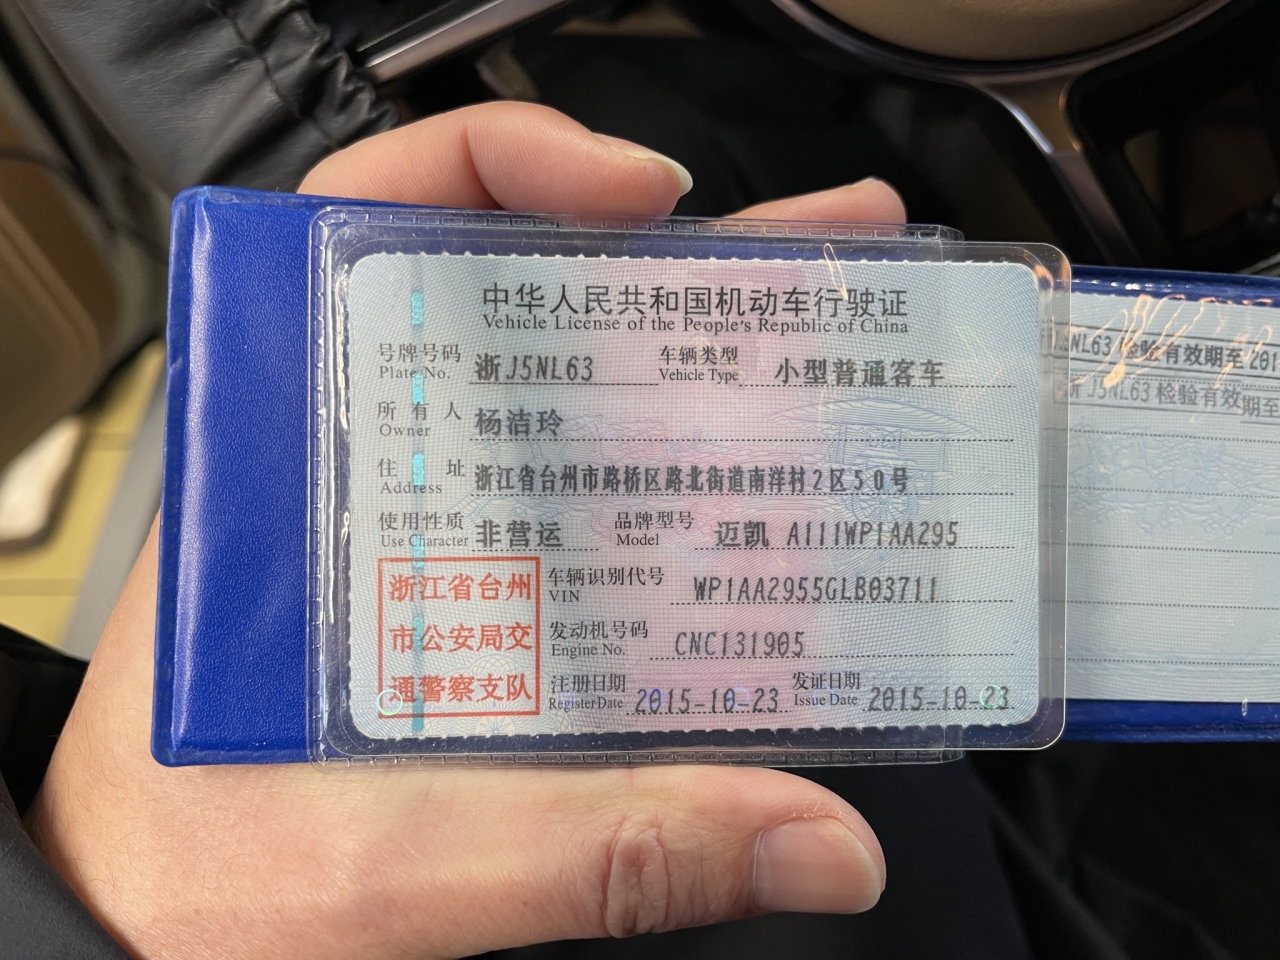 中华人民共和国机动车行驶证
Vehicle License of the People's Republic of China
号牌号码 浙J5NL63 车辆类型 小型普通客车
Plate No. Vehicle Type
所有人 杨洁玲
Owner
住址 浙江省台州市路桥区路北街道南洋村2区50号
Address
使用性质 非营运 品牌型号 迈凯 A111WP1AA295
Use Character Model
浙江省台州
市公安局交
通警察支队
车辆识别代号 WP1AA2955GLB03711
VIN
发动机号码 CNC131905
Engine No.
注册日期 2015-10-23 发证日期 2015-10-23
Register Date Issue Date
NL63 检验有效期至 201
J5NL63 检验有效期至